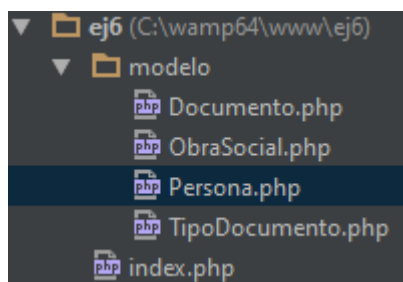 ej6 (C:\wamp64\www\ej6)
modelo
php Documento.php
php ObraSocial.php
php Persona.php
php TipoDocumento.php
php index.php